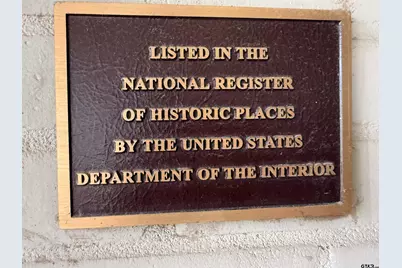 LISTED IN THE
NATIONAL REGISTER
OF HISTORIC PLACES
BY THE UNITED STATES
DEPARTMENT OF THE INTERIOR